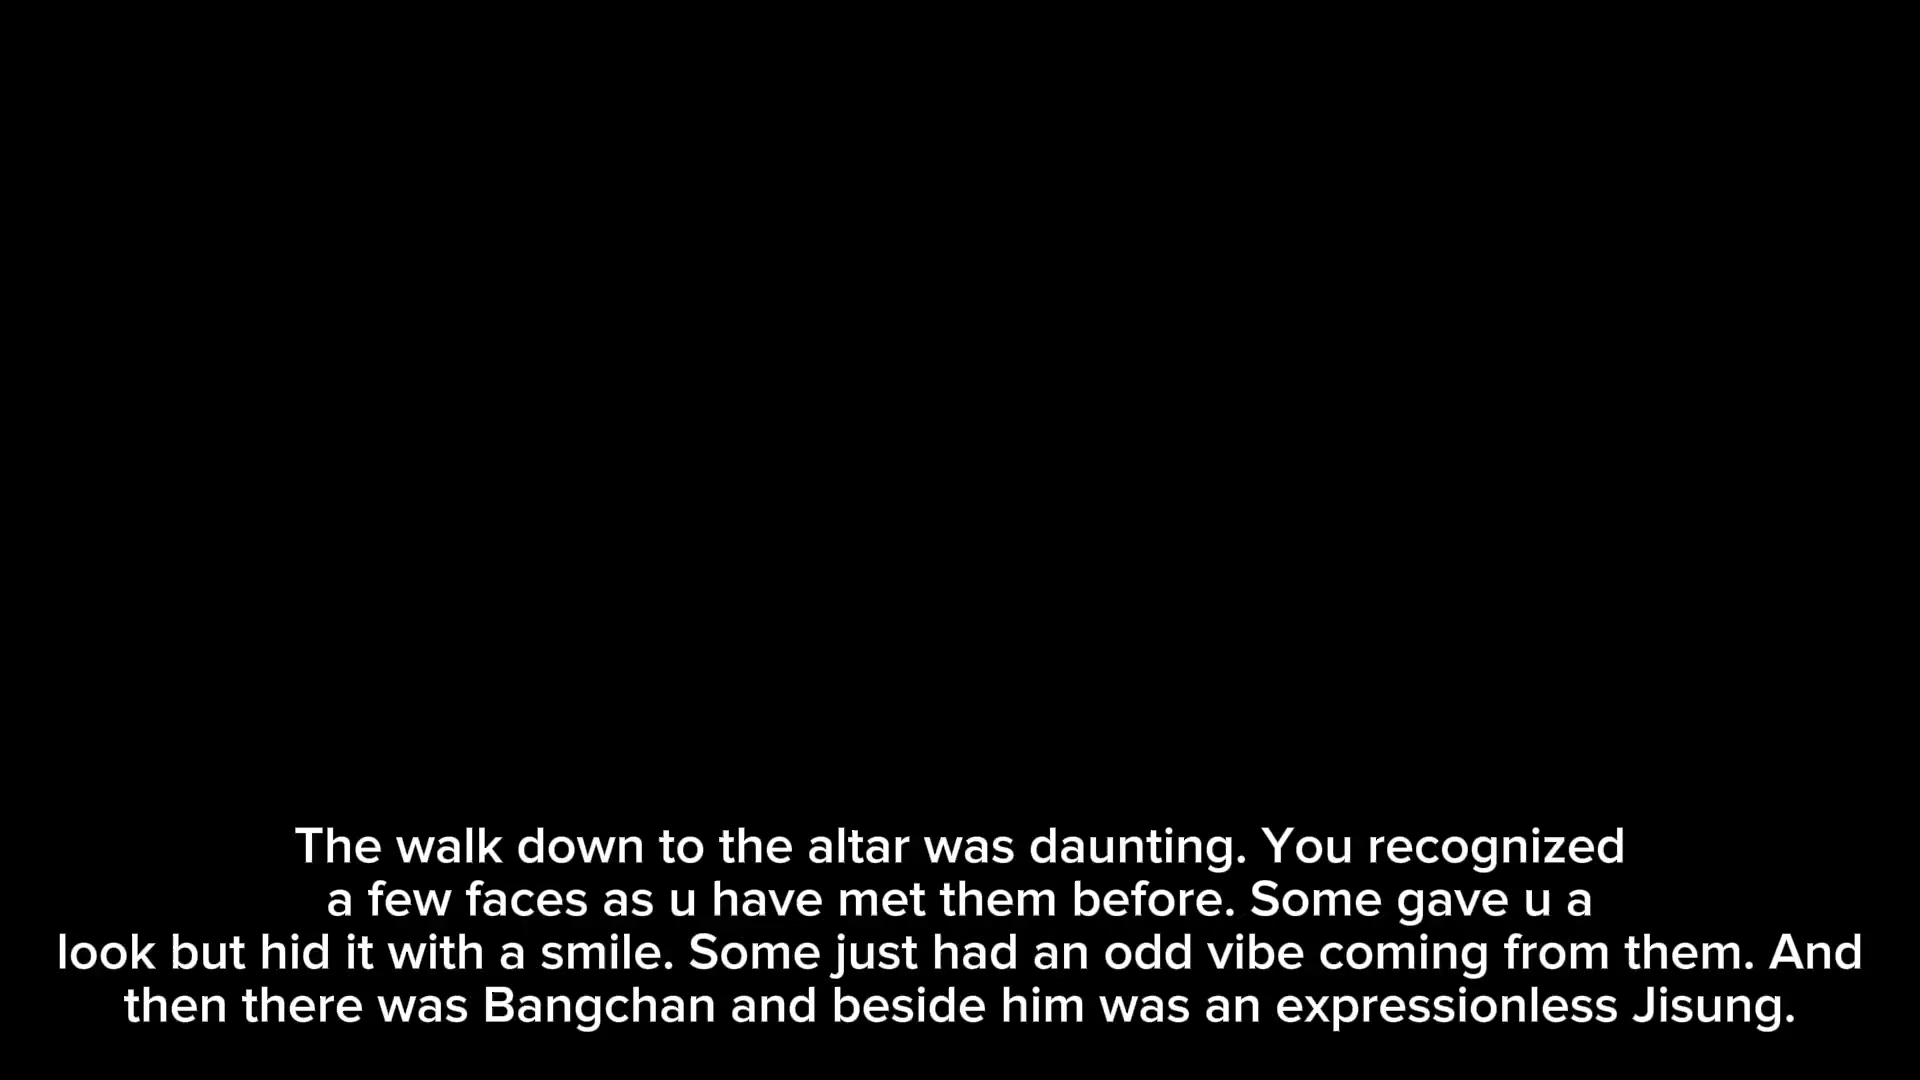 The walk down to the altar was daunting. You recognized
a few faces as u have met them before. Some gave u a
look but hid it with a smile. Some just had an odd vibe coming from them. And
then there was Bangchan and beside him was an expressionless Jisung.